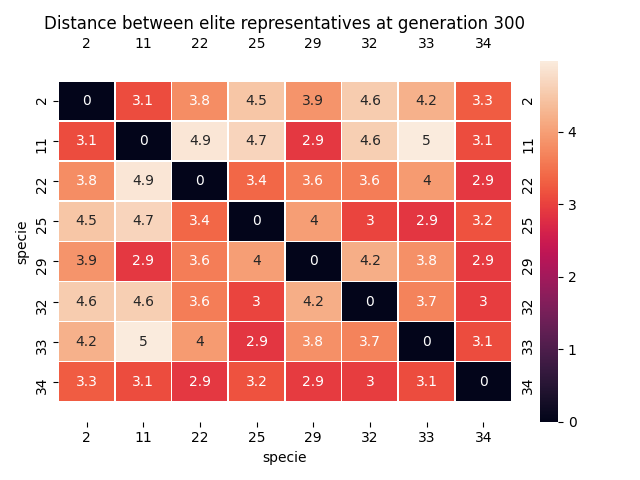 Distance between elite representatives at generation 300
2 11 22 25 29 32 33 34
2 0 3.1 3.8 4.5 3.9 4.6 4.2 3.3 2
11 3.1 0 4.9 4.7 2.9 4.6 5 3.1 11
22 3.8 4.9 0 3.4 3.6 3.6 4 2.9 22
25 4.5 4.7 3.4 0 4 3 2.9 3.2 25
29 3.9 2.9 3.6 4 0 4.2 3.8 2.9 29
32 4.6 4.6 3.6 3 4.2 0 3.7 3 32
33 4.2 5 4 2.9 3.8 3.7 0 3.1 33
34 3.3 3.1 2.9 3.2 2.9 3 3.1 0 34
2 11 22 25 29 32 33 34
specie
specie
4
3
2
1
0